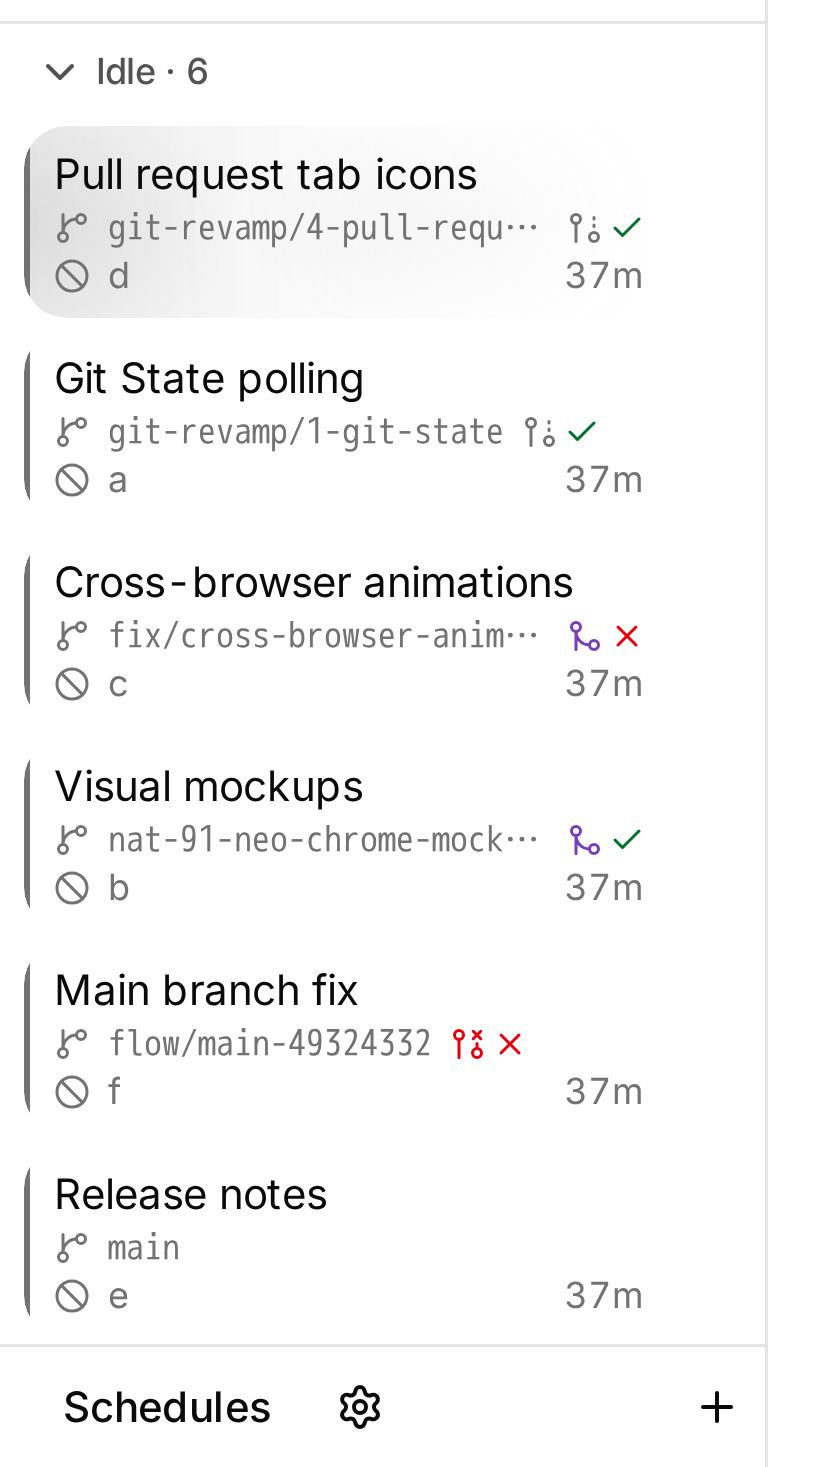 Idle · 6
Pull request tab icons
git-revamp/4-pull-requ···
d 37m
Git State polling
git-revamp/1-git-state
a 37m
Cross-browser animations
fix/cross-browser-anim···
c 37m
Visual mockups
nat-91-neo-chrome-mock···
b 37m
Main branch fix
flow/main-49324332
f 37m
Release notes
main
e 37m
Schedules